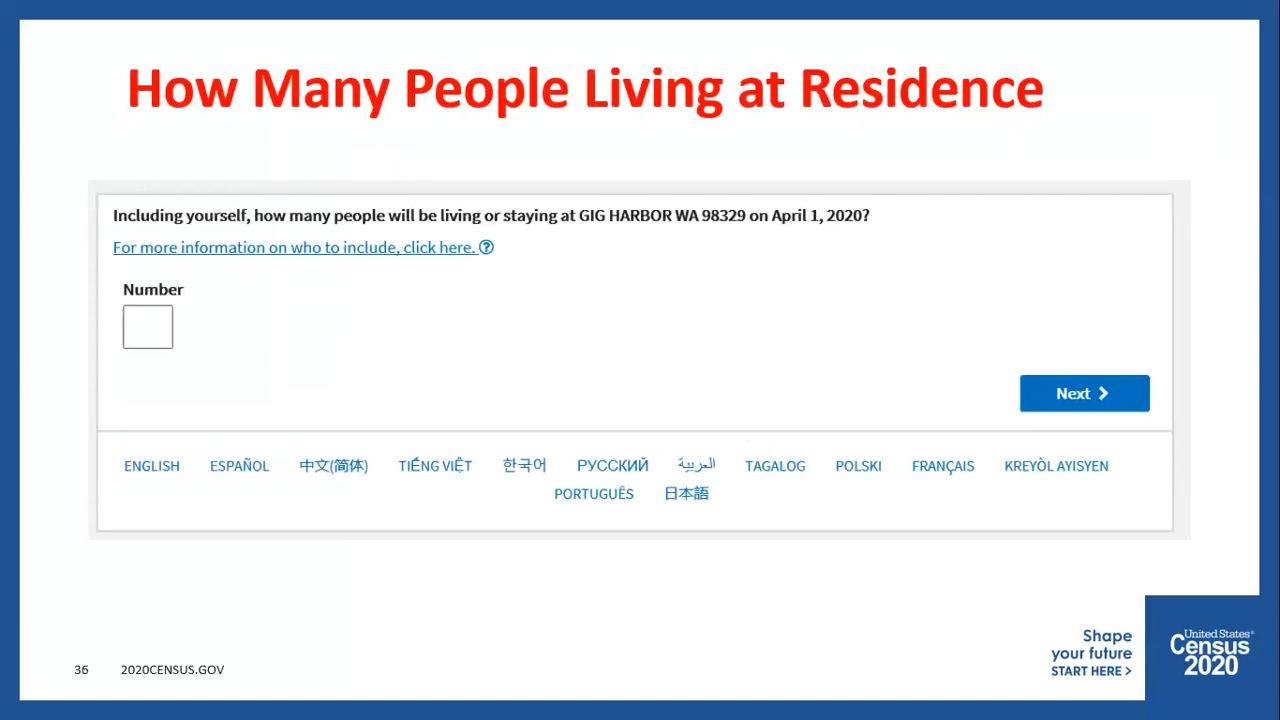 How Many People Living at Residence
Including yourself, how many people will be living or staying at GIG HARBOR WA 98329 on April 1, 2020?
For more information on who to include, click here. ?
Number
Next >
ENGLISH ESPAÑOL 中文(简体) TIẾNG VIỆT 한국어 РУССКИЙ العربية TAGALOG POLSKI FRANÇAIS KREYÒL AYISYEN
PORTUGUÊS 日本語
Shape
your future
START HERE >
United States®
Census
2020
36 2020CENSUS.GOV